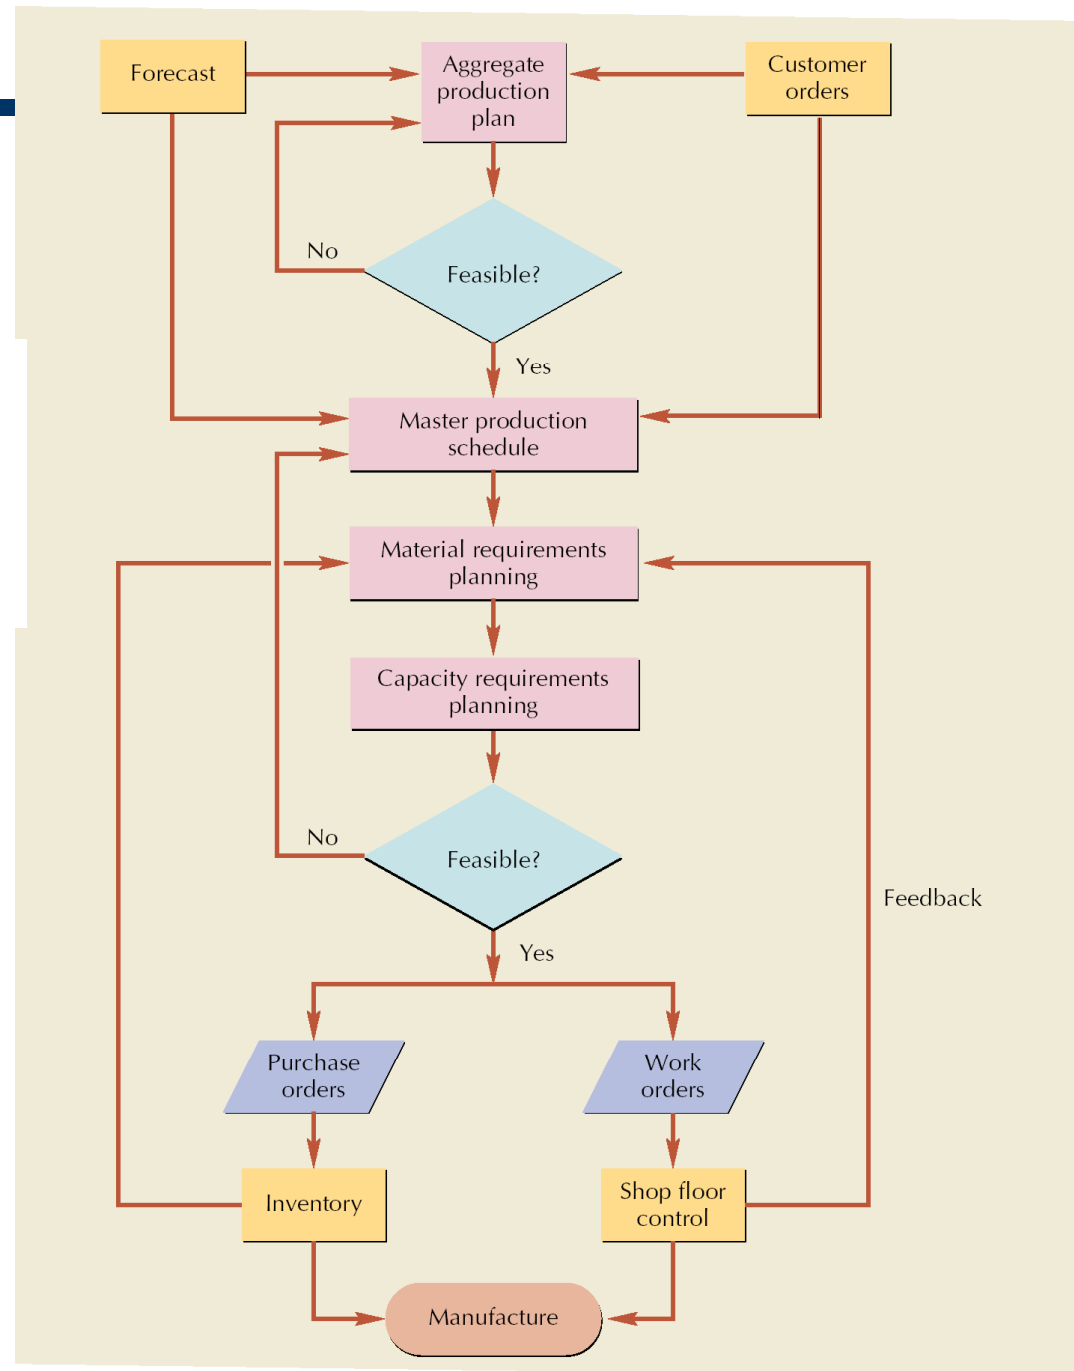 Forecast
Aggregate
production
plan
Customer
orders
No
Feasible?
Yes
Master production
schedule
Material requirements
planning
Capacity requirements
planning
No
Feasible?
Feedback
Yes
Purchase
orders
Work
orders
Inventory
Shop floor
control
Manufacture